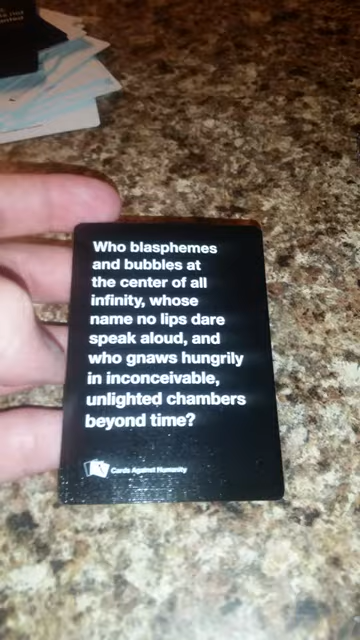 Who blasphemes
and bubbles at
the center of all
infinity, whose
name no lips dare
speak aloud, and
who gnaws hungrily
in inconceivable,
unlighted chambers
beyond time?
Cards Against Humanity